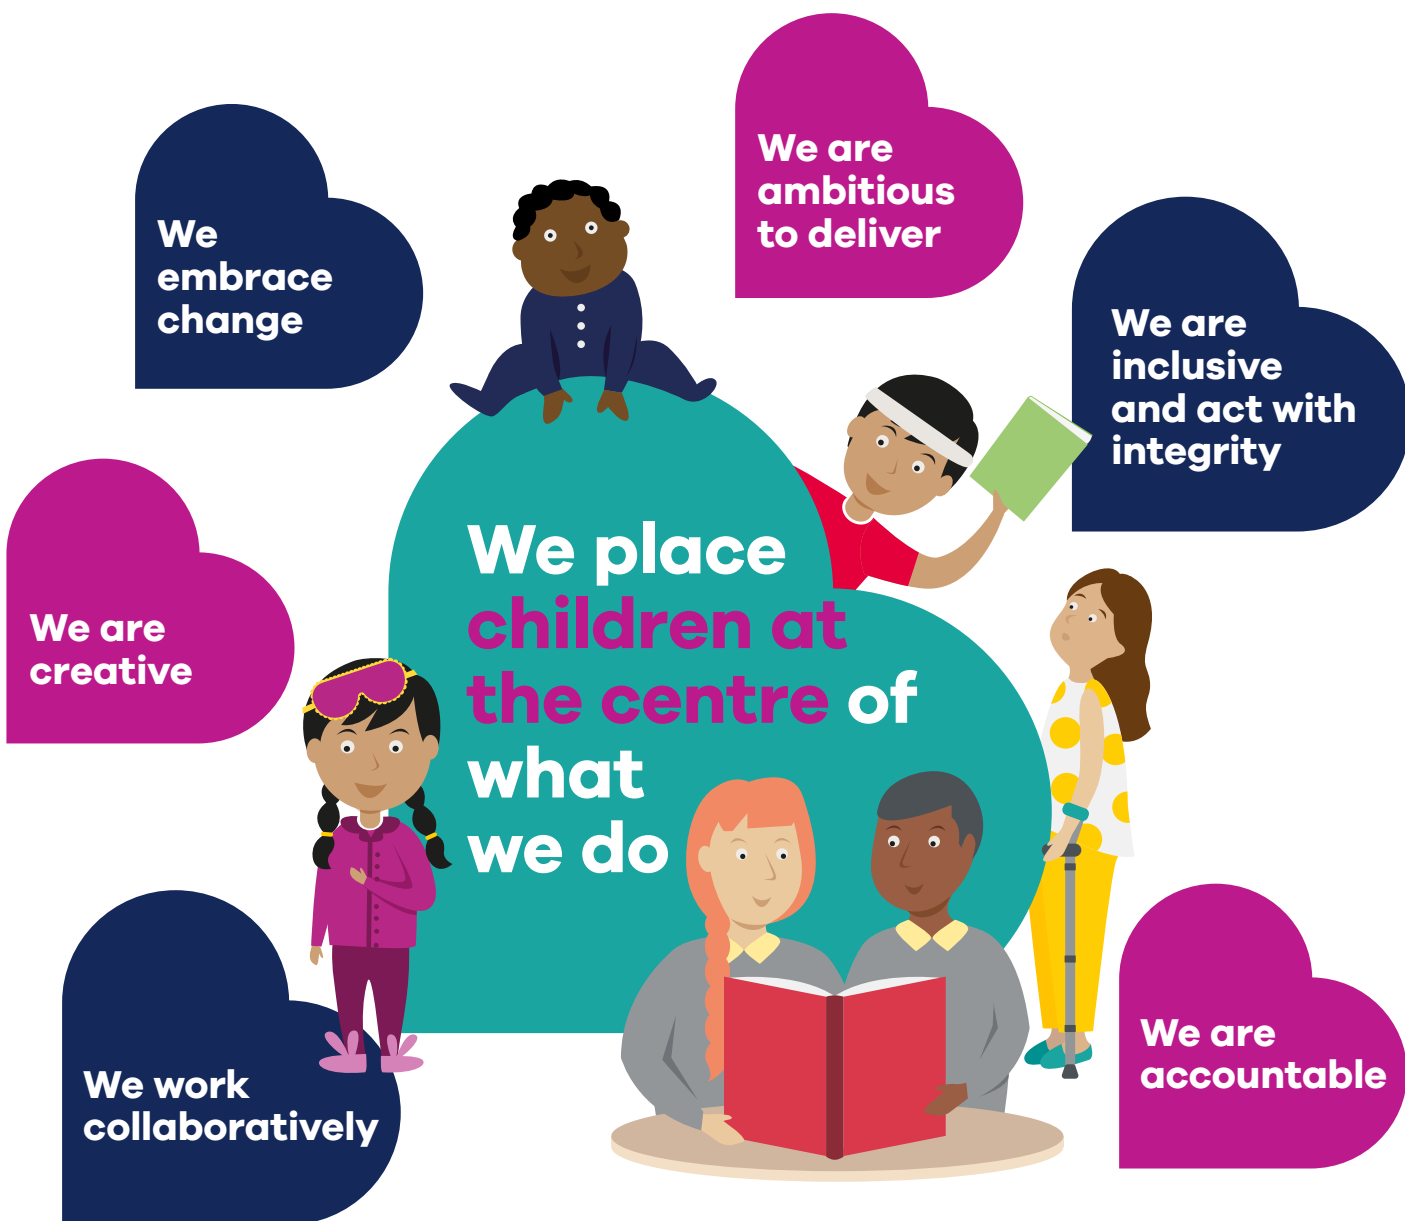 We are
ambitious
to deliver
We
embrace
change
We are
inclusive
and act with
integrity
We place
children at
the centre of
what
we do
We are
creative
We are
accountable
We work
collaboratively